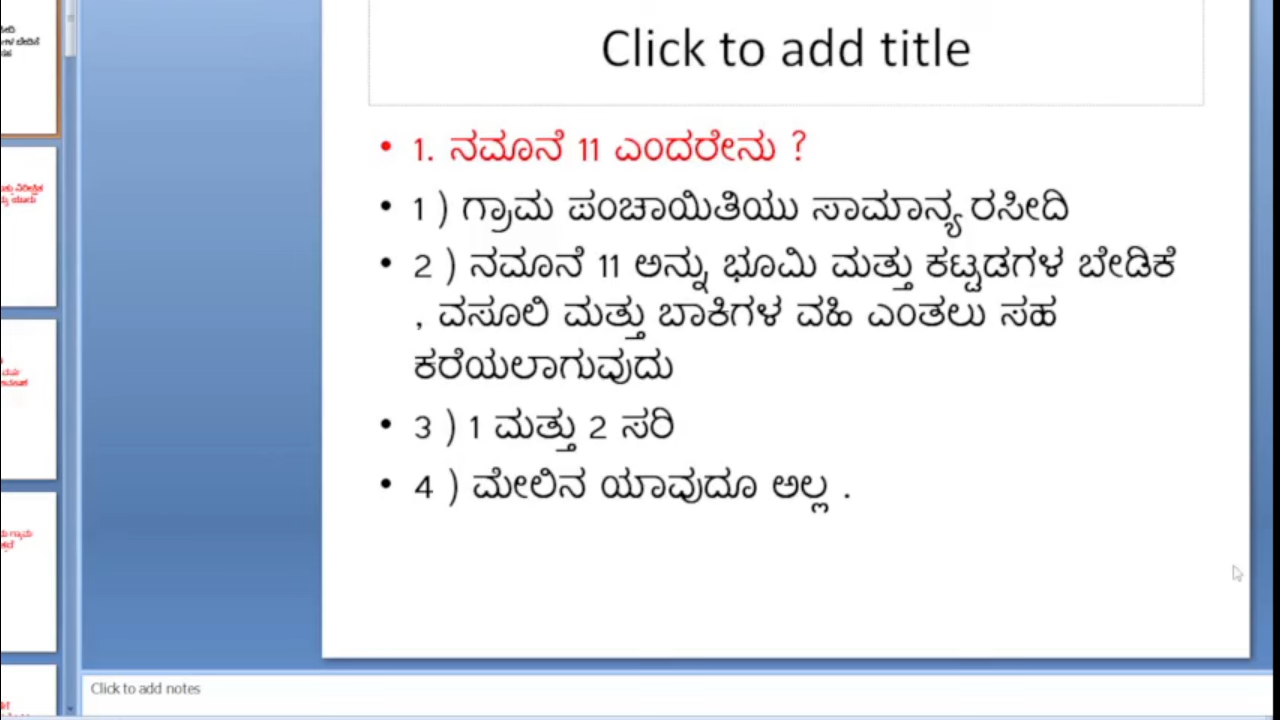 Click to add title
• 1. ನಮೂನೆ 11 ಎಂದರೇನು ?
• 1 ) ಗ್ರಾಮ ಪಂಚಾಯಿತಿಯು ಸಾಮಾನ್ಯ ರಸೀದಿ
• 2 ) ನಮೂನೆ 11 ಅನ್ನು ಭೂಮಿ ಮತ್ತು ಕಟ್ಟಡಗಳ ಬೇಡಿಕೆ
, ವಸೂಲಿ ಮತ್ತು ಬಾಕಿಗಳ ವಹಿ ಎಂತಲು ಸಹ
ಕರೆಯಲಾಗುವುದು
• 3 ) 1 ಮತ್ತು 2 ಸರಿ
• 4 ) ಮೇಲಿನ ಯಾವುದೂ ಅಲ್ಲ .
Click to add notes